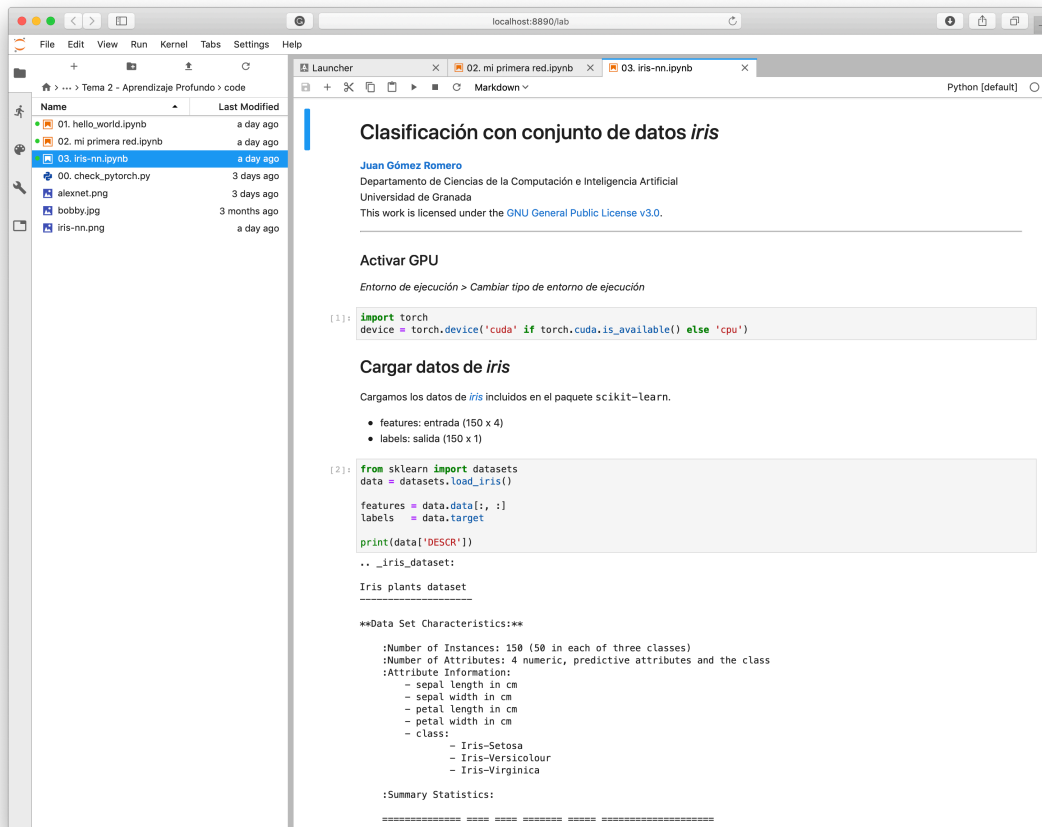 localhost:8890/lab
File Edit View Run Kernel Tabs Settings Help
... > Tema 2 - Aprendizaje Profundo > code
Name Last Modified
01. hello_world.ipynb a day ago
02. mi primera red.ipynb a day ago
03. iris-nn.ipynb a day ago
00. check_pytorch.py 3 days ago
alexnet.png 3 days ago
bobby.jpg 3 months ago
iris-nn.png a day ago
Launcher
02. mi primera red.ipynb
03. iris-nn.ipynb
Markdown
Python [default]
Clasificación con conjunto de datos iris
Juan Gómez Romero
Departamento de Ciencias de la Computación e Inteligencia Artificial
Universidad de Granada
This work is licensed under the GNU General Public License v3.0.
Activar GPU
Entorno de ejecución > Cambiar tipo de entorno de ejecución
[1]: import torch
device = torch.device('cuda' if torch.cuda.is_available() else 'cpu')
Cargar datos de iris
Cargamos los datos de iris incluidos en el paquete scikit-learn.
• features: entrada (150 x 4)
• labels: salida (150 x 1)
[2]: from sklearn import datasets
data = datasets.load_iris()
features = data.data[:, :]
labels   = data.target
print(data['DESCR'])
.. _iris_dataset:
Iris plants dataset
--------------------
**Data Set Characteristics:**
:Number of Instances: 150 (50 in each of three classes)
:Number of Attributes: 4 numeric, predictive attributes and the class
:Attribute Information:
- sepal length in cm
- sepal width in cm
- petal length in cm
- petal width in cm
- class:
- Iris-Setosa
- Iris-Versicolour
- Iris-Virginica
:Summary Statistics:
============== ==== ==== ======= ===== ====================